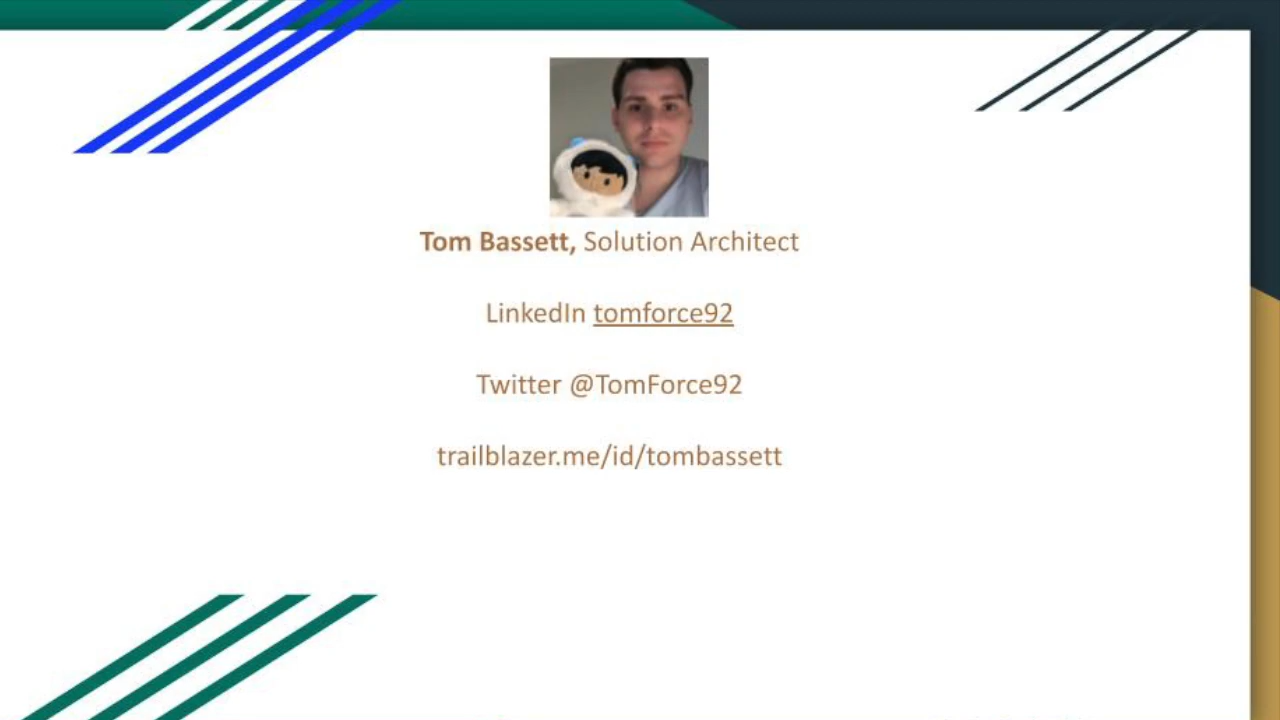 Tom Bassett, Solution Architect
LinkedIn tomforce92
Twitter @TomForce92
trailblazer.me/id/tombassett